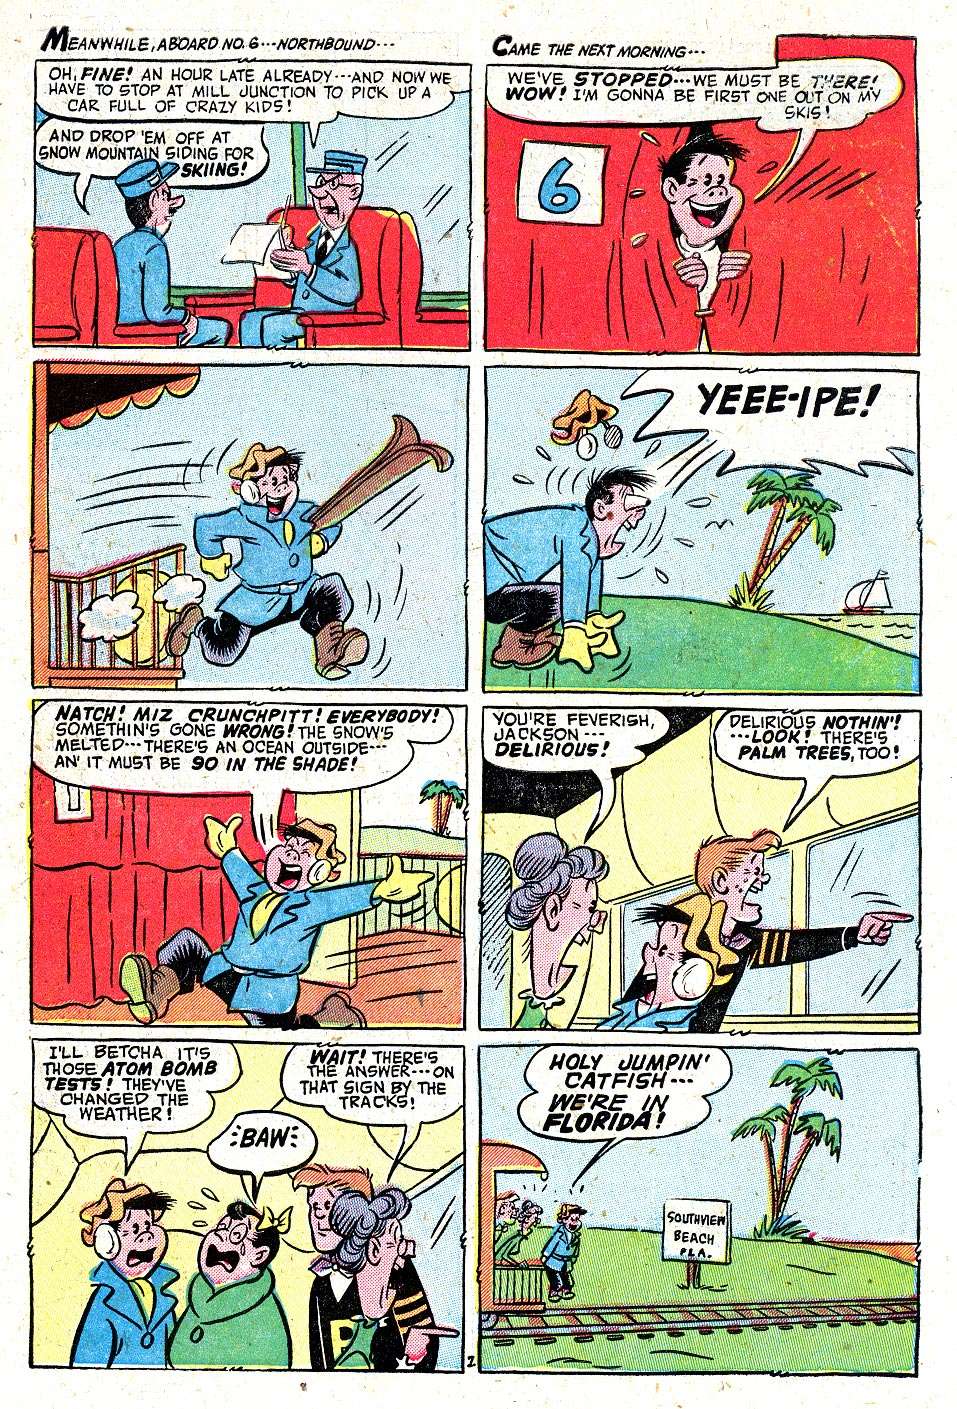 MEANWHILE, ABOARD NO. 6---NORTHBOUND---
OH, FINE! AN HOUR LATE ALREADY---AND NOW WE
HAVE TO STOP AT MILL JUNCTION TO PICK UP A
CAR FULL OF CRAZY KIDS!
AND DROP 'EM OFF AT
SNOW MOUNTAIN SIDING FOR
SKIING!
CAME THE NEXT MORNING---
WE'VE STOPPED---WE MUST BE THERE!
WOW! I'M GONNA BE FIRST ONE OUT ON MY
SKIS!
6
YEEE-IPE!
NATCH! MIZ CRUNCHPITT! EVERYBODY!
SOMETHIN'S GONE WRONG! THE SNOW'S
MELTED---THERE'S AN OCEAN OUTSIDE---
AN' IT MUST BE 90 IN THE SHADE!
YOU'RE FEVERISH,
JACKSON---
DELIRIOUS!
DELIRIOUS NOTHIN'!
---LOOK! THERE'S
PALM TREES, TOO!
I'LL BETCHA IT'S
THOSE ATOM BOMB
TESTS! THEY'VE
CHANGED THE
WEATHER!
BAW
WAIT! THERE'S
THE ANSWER---ON
THAT SIGN BY THE
TRACKS!
2
HOLY JUMPIN'
CATFISH---
WE'RE IN
FLORIDA!
SOUTHVIEW
BEACH
FLA.